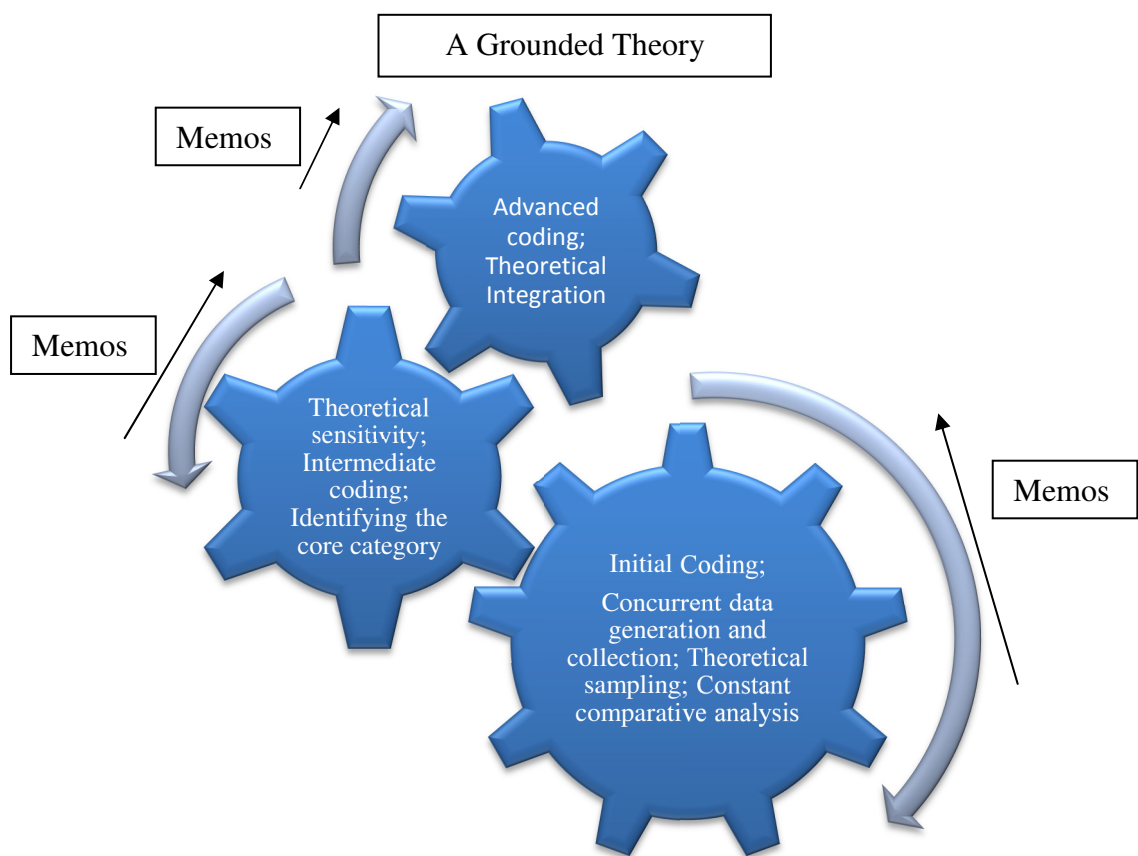 A Grounded Theory
Memos
Advanced
coding;
Theoretical
Integration
Memos
Theoretical
sensitivity;
Intermediate
coding;
Identifying the
core category
Memos
Initial Coding;
Concurrent data
generation and
collection; Theoretical
sampling; Constant
comparative analysis